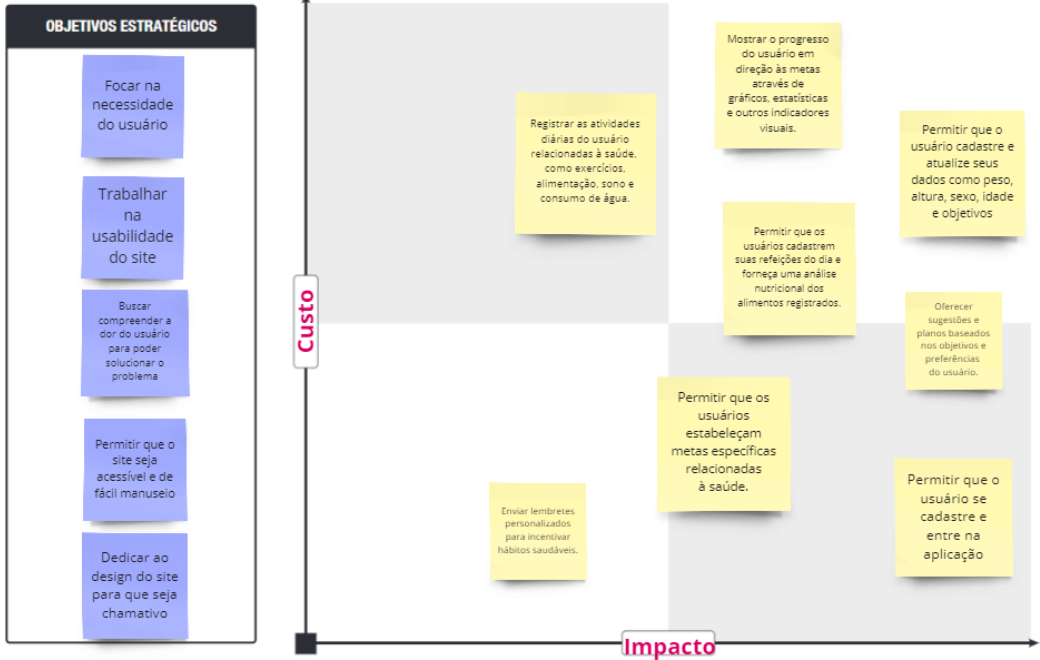 OBJETIVOS ESTRATÉGICOS
Focar na
necessidade
do usuário
Trabalhar
na
usabilidade
do site
Buscar
compreender a
dor do usuário
para poder
solucionar o
problema
Permitir que o
site seja
acessível e de
fácil manuseio
Dedicar ao
design do site
para que seja
chamativo
Custo
Registrar as atividades
diárias do usuário
relacionadas à saúde,
como exercícios,
alimentação, sono e
consumo de água.
Mostrar o progresso
do usuário em
direção às metas
através de
gráficos, estatísticas
e outros indicadores
visuais.
Permitir que o
usuário cadastre e
atualize seus
dados como peso,
altura, sexo, idade
e objetivos
Permitir que os
usuários cadastrem
suas refeições do dia e
forneça uma análise
nutricional dos
alimentos registrados.
Oferecer
sugestões e
planos baseados
nos objetivos e
preferências
do usuário.
Permitir que os
usuários
estabeleçam
metas específicas
relacionadas
à saúde.
Enviar lembretes
personalizados
para incentivar
hábitos saudáveis.
Permitir que o
usuário se
cadastre e
entre na
aplicação
Impacto